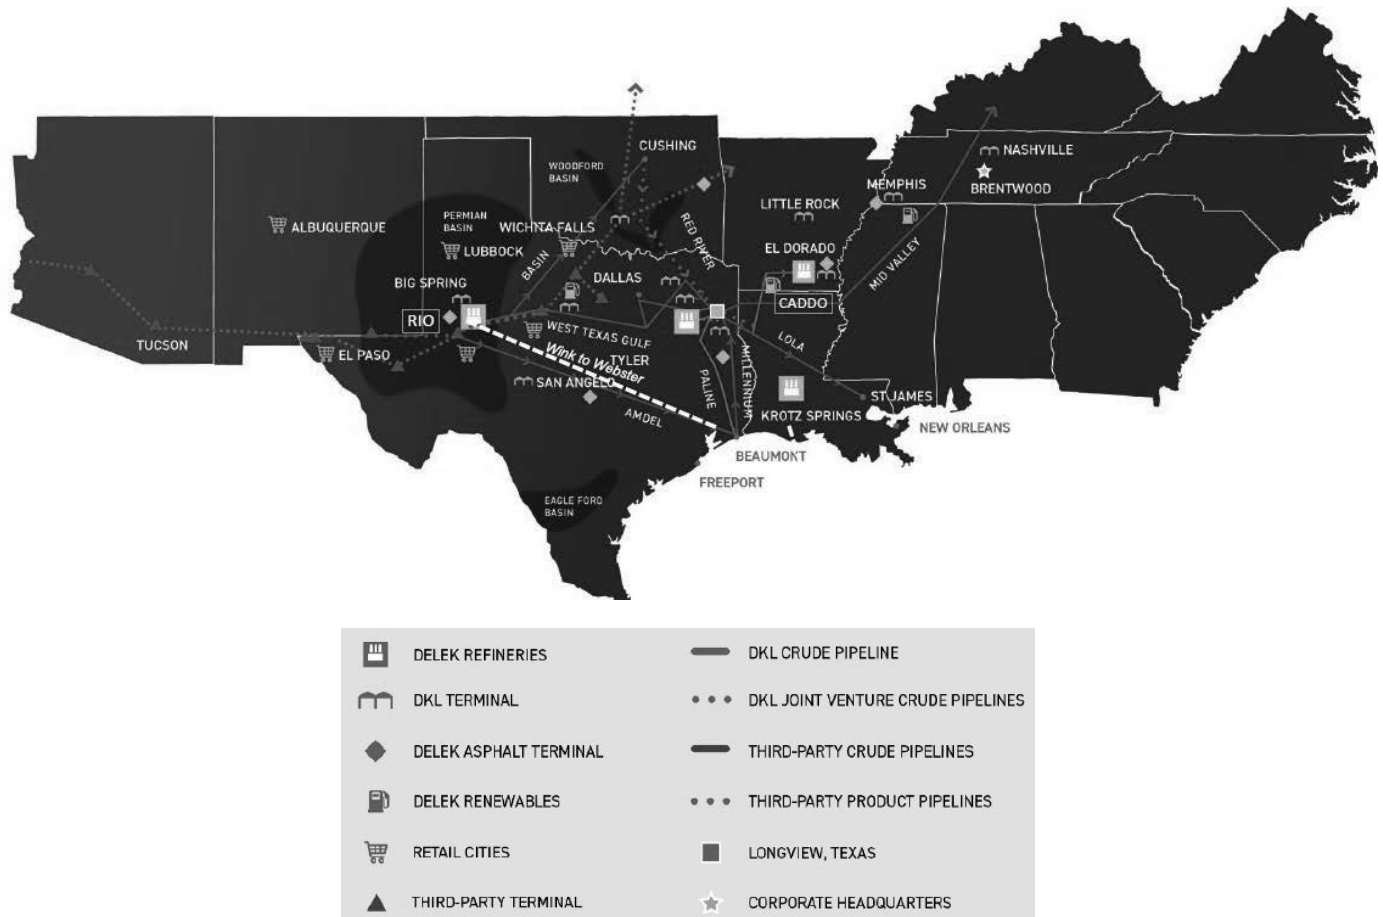 CUSHING
WOODFORD
BASIN
NASHVILLE
MEMPHIS
BRENTWOOD
LITTLE ROCK
PERMIAN
BASIN
WICHITA FALLS
ALBUQUERQUE
LUBBOCK
RED RIVER
EL DORADO
MID VALLEY
BASIN
DALLAS
BIG SPRING
CADDO
RIO
WEST TEXAS GULF
LOLA
TUCSON
EL PASO
Wink to Webster
TYLER
SAN ANGELO
PALINE
MILLENNIUM
AMDEL
KROTZ SPRINGS
ST JAMES
NEW ORLEANS
BEAUMONT
FREEPORT
EAGLE FORD
BASIN
DELEK REFINERIES
DKL CRUDE PIPELINE
DKL TERMINAL
DKL JOINT VENTURE CRUDE PIPELINES
DELEK ASPHALT TERMINAL
THIRD-PARTY CRUDE PIPELINES
DELEK RENEWABLES
THIRD-PARTY PRODUCT PIPELINES
RETAIL CITIES
LONGVIEW, TEXAS
THIRD-PARTY TERMINAL
CORPORATE HEADQUARTERS